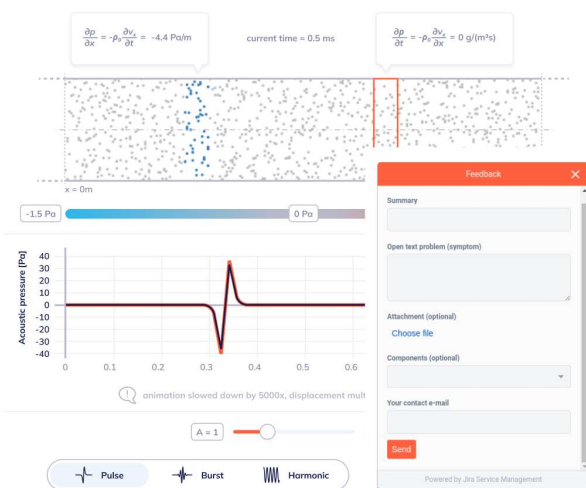 ∂p/∂x = -ρₒ ∂vₓ/∂t = -4.4 Pa/m
current time = 0.5 ms
∂ρ/∂t = -ρₒ ∂vₓ/∂x = 0 g/(m³s)
x = 0m
-1.5 Pa
0 Pa
Acoustic pressure [Pa]
40
30
20
10
0
-10
-20
-30
-40
0 0.1 0.2 0.3 0.4 0.5 0.6
animation slowed down by 5000x, displacement mult
A = 1
Pulse
Burst
Harmonic
Feedback
Summary
Open text problem (symptom)
Attachment (optional)
Choose file
Components (optional)
Your contact e-mail
Send
Powered by Jira Service Management